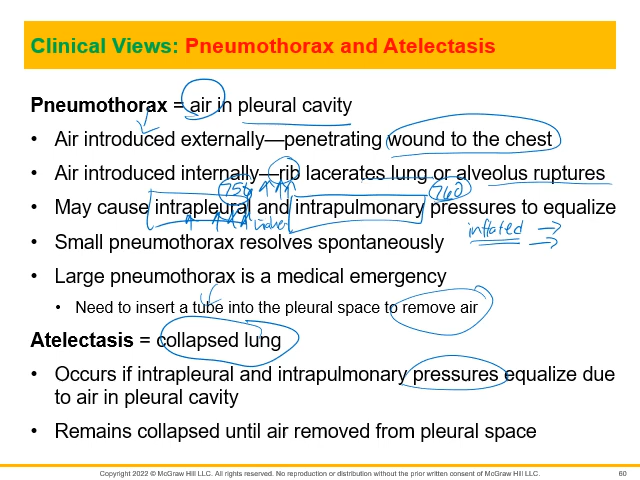 Clinical Views: Pneumothorax and Atelectasis
Pneumothorax = air in pleural cavity
• Air introduced externally—penetrating wound to the chest
• Air introduced internally—rib lacerates lung or alveolus ruptures
756 760
• May cause intrapleural and intrapulmonary pressures to equalize
higher inflated
• Small pneumothorax resolves spontaneously
• Large pneumothorax is a medical emergency
• Need to insert a tube into the pleural space to remove air
Atelectasis = collapsed lung
• Occurs if intrapleural and intrapulmonary pressures equalize due
to air in pleural cavity
• Remains collapsed until air removed from pleural space
Copyright 2022 © McGraw Hill LLC. All rights reserved. No reproduction or distribution without the prior written consent of McGraw Hill LLC. 60